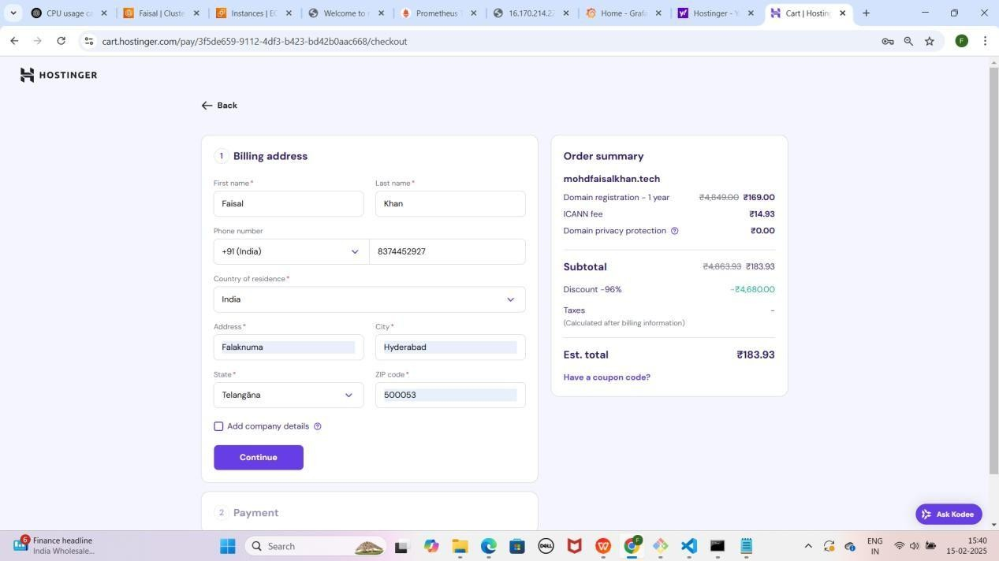 CPU usage ca
Faisal | Cluste
Instances | EC
Welcome to n
Prometheus
16.170.214.22
Home - Grafa
Hostinger - Y
Cart | Hosting
cart.hostinger.com/pay/3f5de659-9112-4df3-b423-bd42b0aac668/checkout
F
HOSTINGER
Back
1 Billing address
First name*
Last name*
Faisal
Khan
Phone number
+91 (India)
8374452927
Country of residence*
India
Address*
City*
Falaknuma
Hyderabad
State*
ZIP code*
Telangāna
500053
Add company details
Continue
2 Payment
Order summary
mohdfaisalkhan.tech
Domain registration - 1 year ₹4,849.00 ₹169.00
ICANN fee ₹14.93
Domain privacy protection ₹0.00
Subtotal ₹4,863.93 ₹183.93
Discount -96% -₹4,680.00
Taxes -
(Calculated after billing information)
Est. total ₹183.93
Have a coupon code?
Ask Kodee
6
Finance headline
India Wholesale...
Search
DELL
F
ENG
IN
15:40
15-02-2025